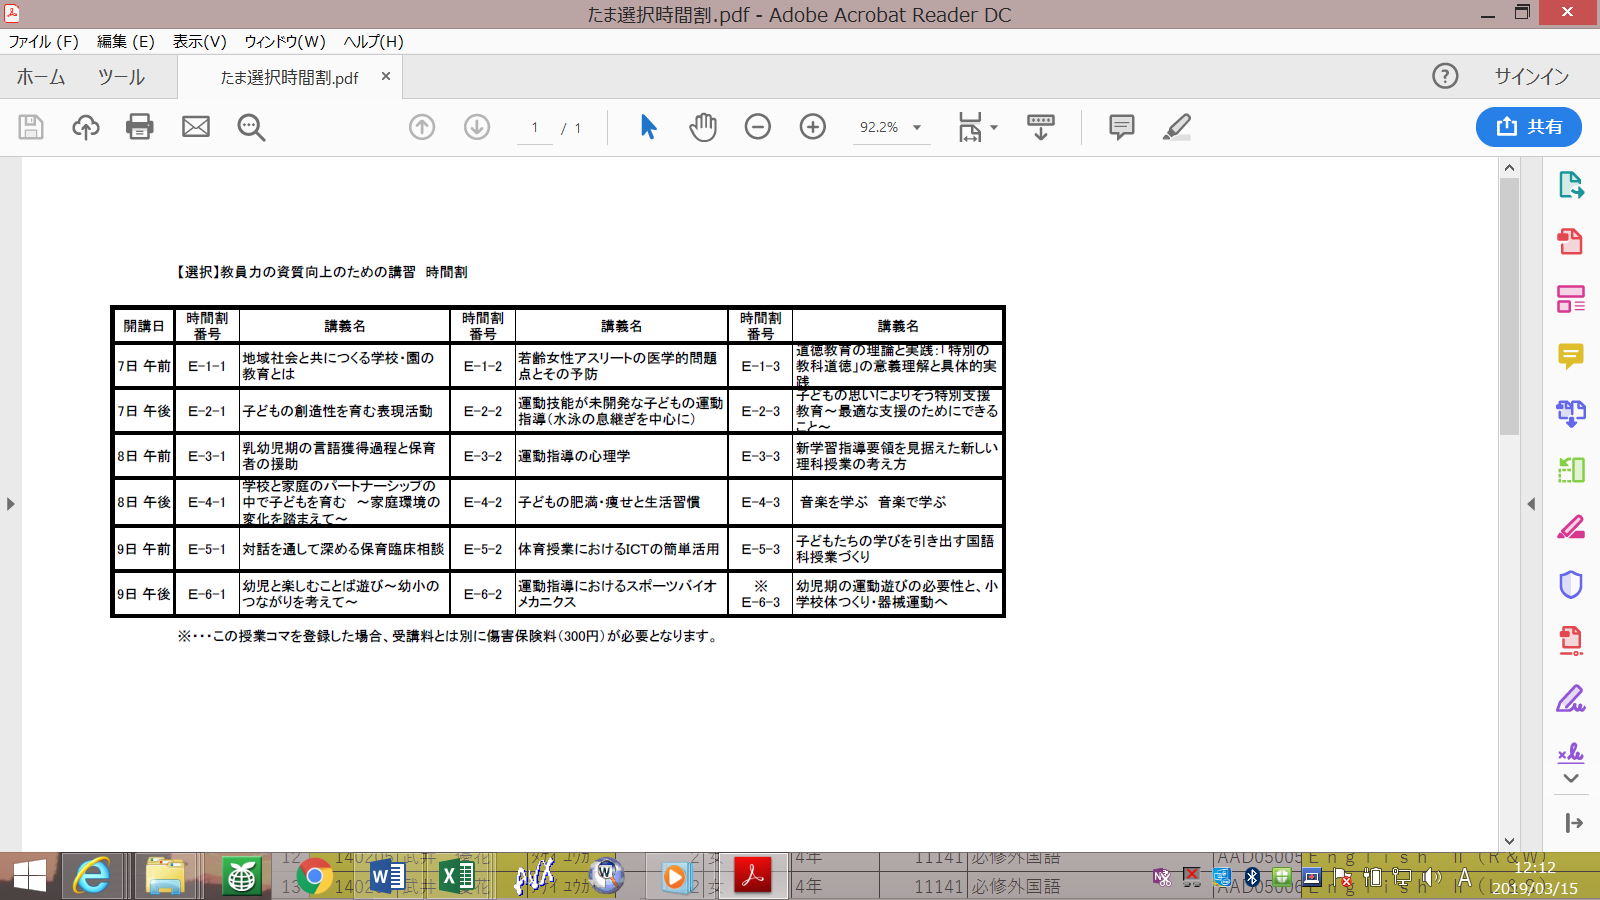 たま選択時間割.pdf - Adobe Acrobat Reader DC
ファイル (F) 編集 (E) 表示(V) ウィンドウ(W) ヘルプ(H)
ホーム ツール たま選択時間割.pdf × サインイン
1 / 1 92.2% 共有
【選択】教員力の資質向上のための講習 時間割
開講日 時間割番号 講義名 時間割番号 講義名 時間割番号 講義名
7日 午前 E-1-1 地域社会と共につくる学校・園の教育とは E-1-2 若齢女性アスリートの医学的問題点とその予防 E-1-3 道徳教育の理論と実践：「特別の教科道徳」の意義理解と具体的実践
7日 午後 E-2-1 子どもの創造性を育む表現活動 E-2-2 運動技能が未開発な子どもの運動指導（水泳の息継ぎを中心に） E-2-3 子どもの思いによりそう特別支援教育～最適な支援のためにできること～
8日 午前 E-3-1 乳幼児期の言語獲得過程と保育者の援助 E-3-2 運動指導の心理学 E-3-3 新学習指導要領を見据えた新しい理科授業の考え方
8日 午後 E-4-1 学校と家庭のパートナーシップの中で子どもを育む ～家庭環境の変化を踏まえて～ E-4-2 子どもの肥満・痩せと生活習慣 E-4-3 音楽を学ぶ 音楽で学ぶ
9日 午前 E-5-1 対話を通して深める保育臨床相談 E-5-2 体育授業におけるICTの簡単活用 E-5-3 子どもたちの学びを引き出す国語科授業づくり
9日 午後 E-6-1 幼児と楽しむことば遊び～幼小のつながりを考えて～ E-6-2 運動指導におけるスポーツバイオメカニクス ※ E-6-3 幼児期の運動遊びの必要性と、小学校体つくり・器械運動へ
※・・・この授業コマを登録した場合、受講料とは別に傷害保険料（300円）が必要となります。
4年 11141 必修外国語
4年 11141 必修外国語
A 12:12
2019/03/15